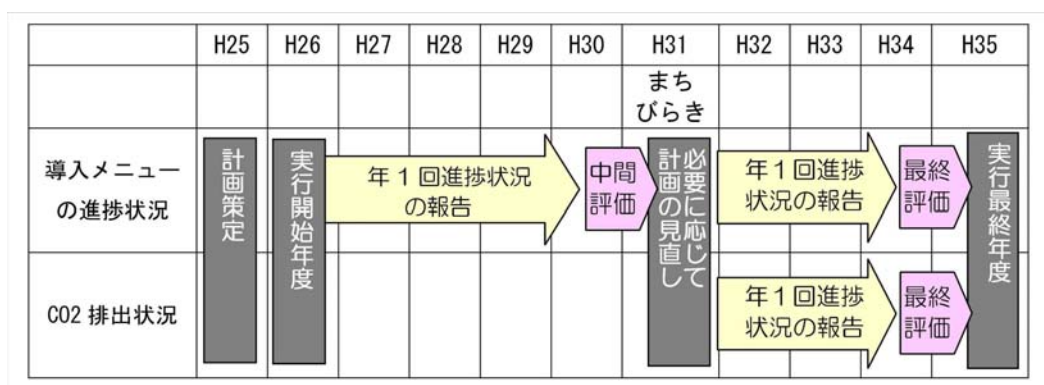 H25 H26 H27 H28 H29 H30 H31 H32 H33 H34 H35
まち
びらき
導入メニュー
の進捗状況
計画策定
実行開始年度
年1回進捗状況
の報告
中間
評価
必要に応じて
計画の見直し
年1回進捗
状況の報告
最終
評価
実行最終年度
CO2排出状況
年1回進捗
状況の報告
最終
評価